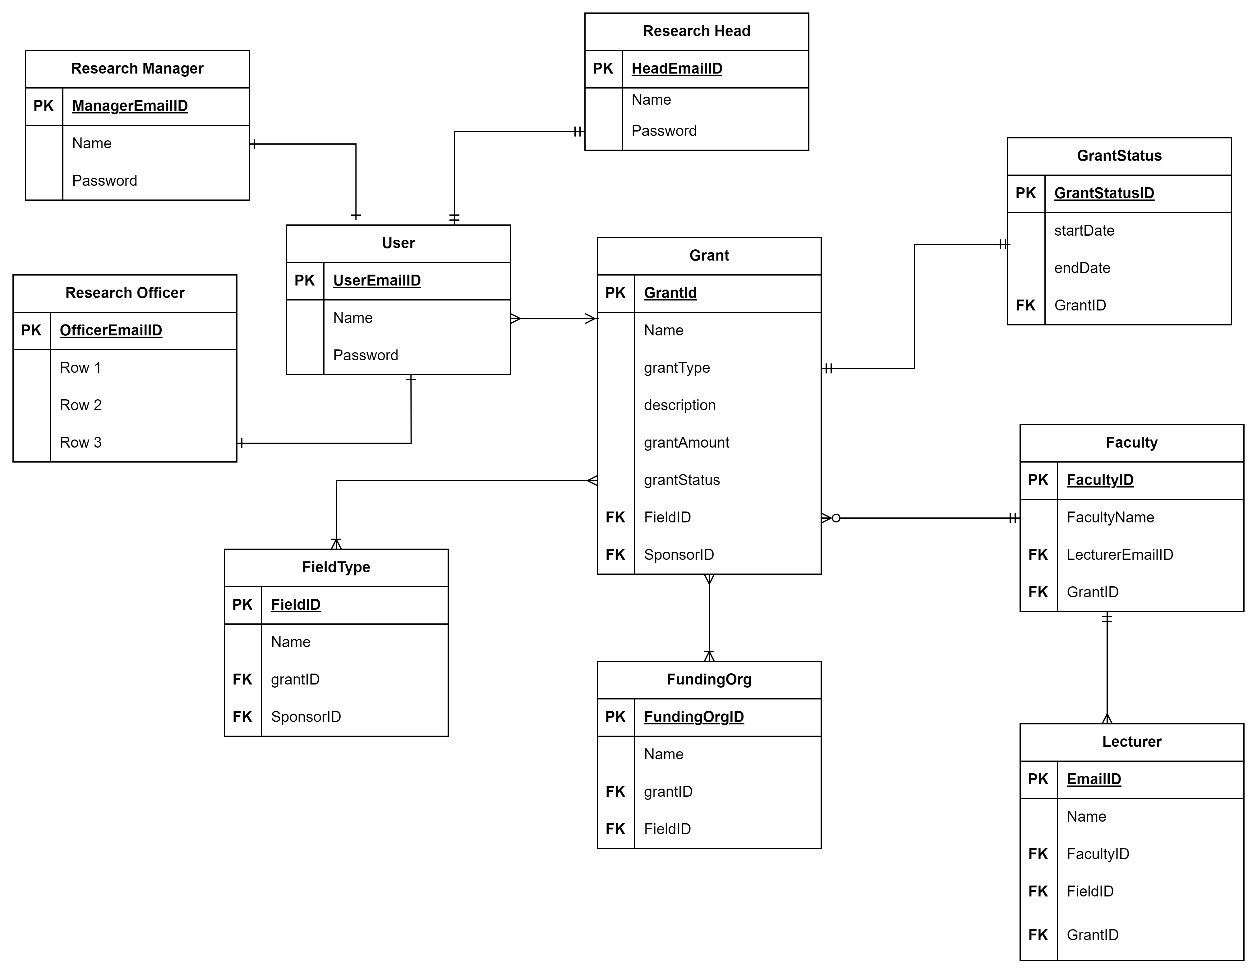 Research Head
PK HeadEmailID
Name
Password
Research Manager
PK ManagerEmailID
Name
Password
GrantStatus
PK GrantStatusID
startDate
endDate
FK GrantID
User
PK UserEmailID
Name
Password
Grant
PK GrantId
Name
grantType
description
grantAmount
grantStatus
FK FieldID
FK SponsorID
Research Officer
PK OfficerEmailID
Row 1
Row 2
Row 3
Faculty
PK FacultyID
FacultyName
FK LecturerEmailID
FK GrantID
FieldType
PK FieldID
Name
FK grantID
FK SponsorID
FundingOrg
PK FundingOrgID
Name
FK grantID
FK FieldID
Lecturer
PK EmailID
Name
FK FacultyID
FK FieldID
FK GrantID